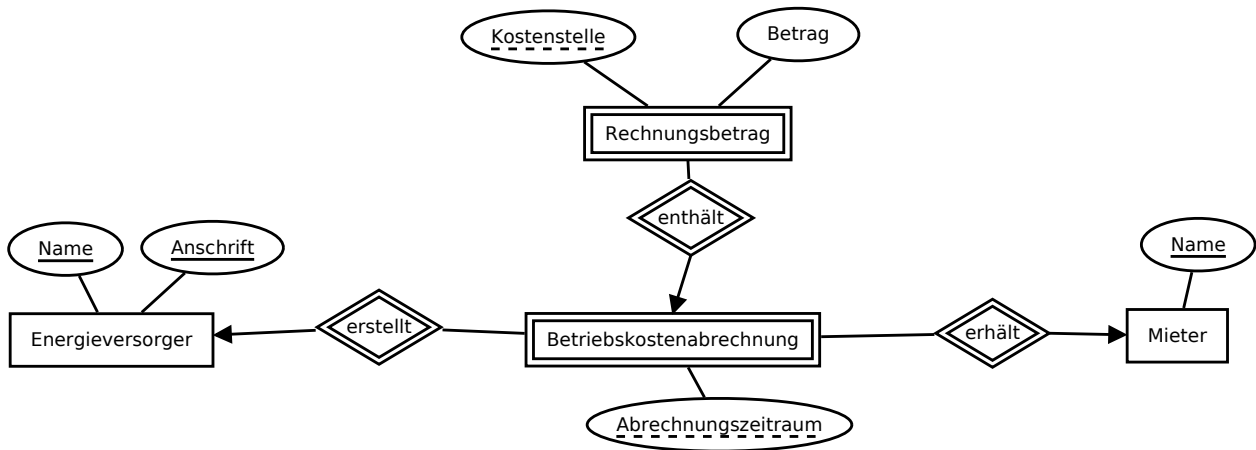 Kostenstelle
Betrag
Rechnungsbetrag
enthält
Name
Anschrift
Name
Energieversorger
erstellt
Betriebskostenabrechnung
erhält
Mieter
Abrechnungszeitraum